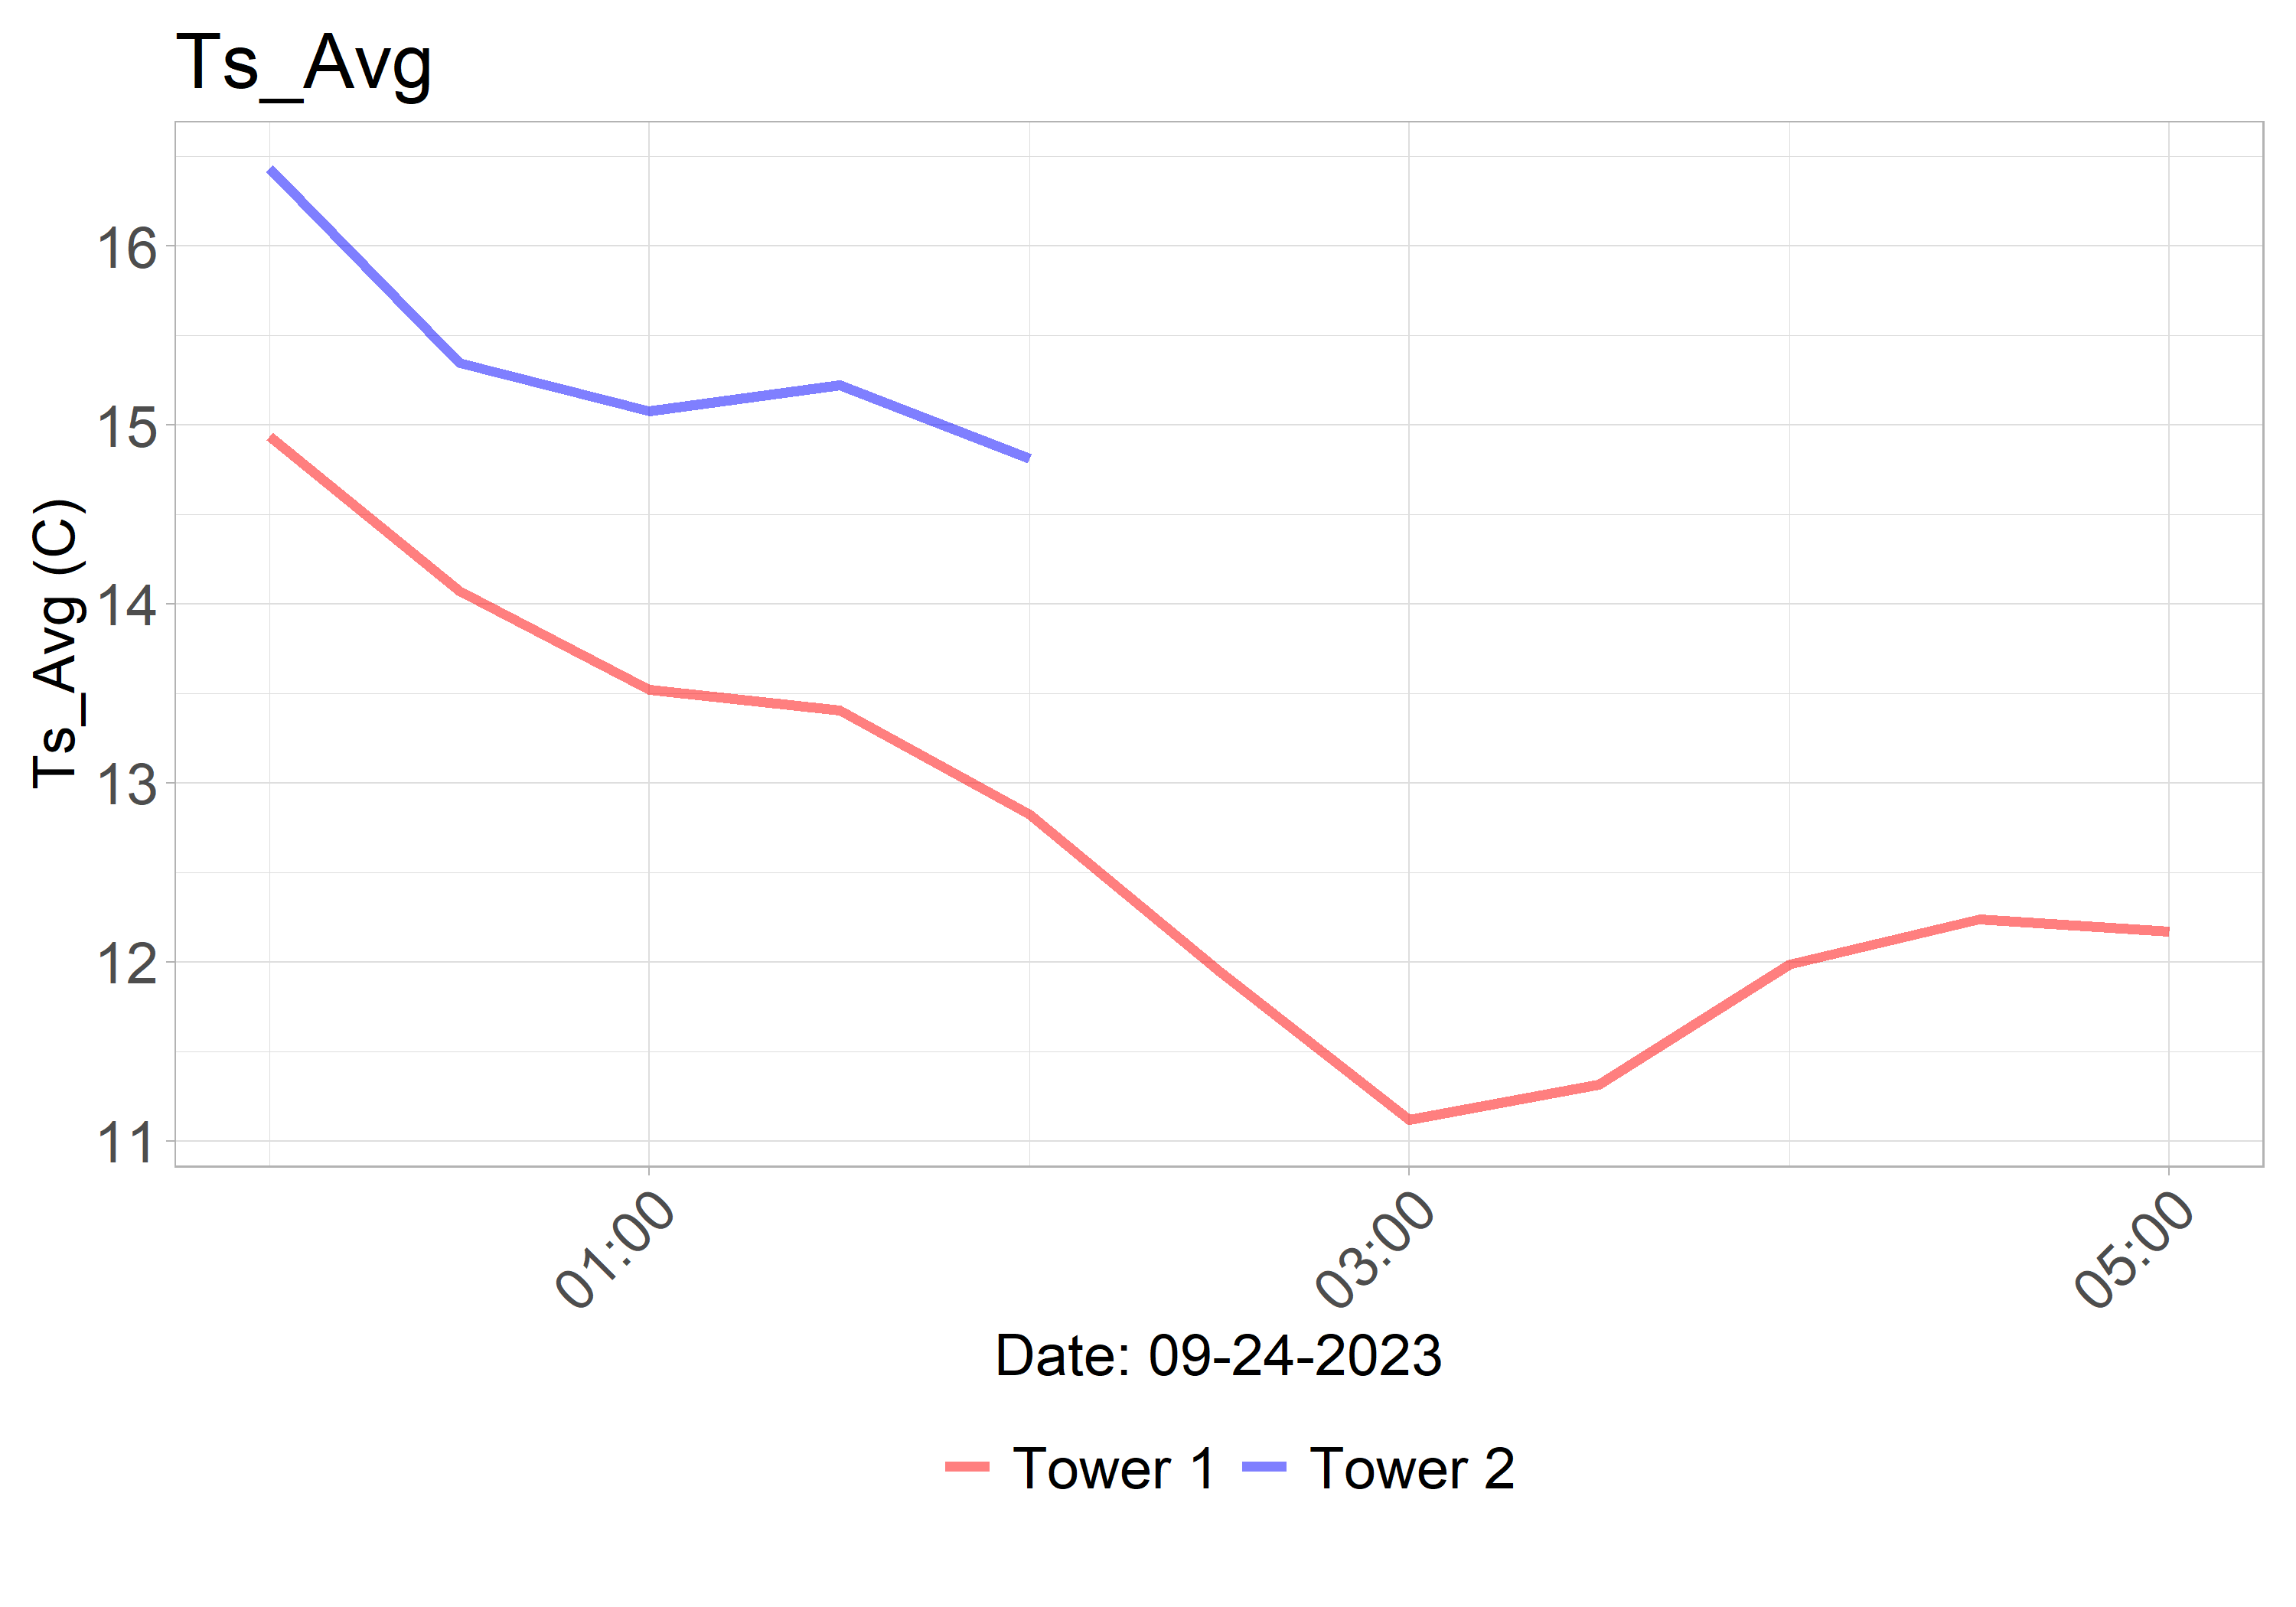 Ts_Avg
Ts_Avg (C)
16
15
14
13
12
11
01:00
03:00
05:00
Date: 09-24-2023
Tower 1
Tower 2